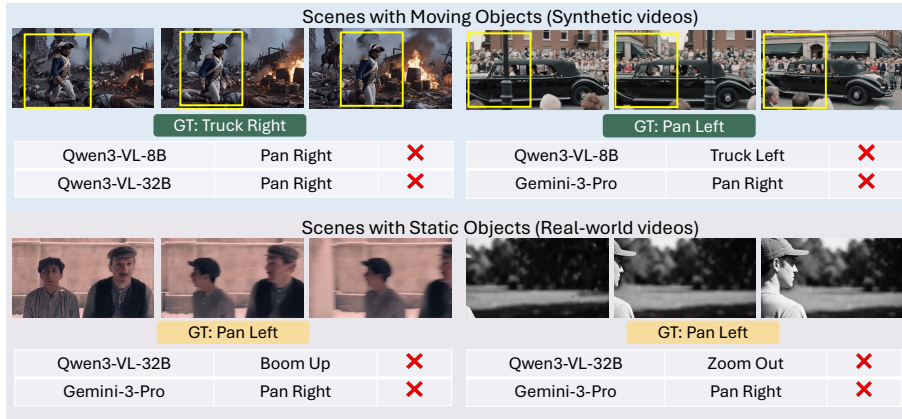 Scenes with Moving Objects (Synthetic videos)
GT: Truck Right
Qwen3-VL-8B Pan Right
Qwen3-VL-32B Pan Right
GT: Pan Left
Qwen3-VL-8B Truck Left
Gemini-3-Pro Pan Right
Scenes with Static Objects (Real-world videos)
GT: Pan Left
Qwen3-VL-32B Boom Up
Gemini-3-Pro Pan Right
GT: Pan Left
Qwen3-VL-32B Zoom Out
Gemini-3-Pro Pan Right